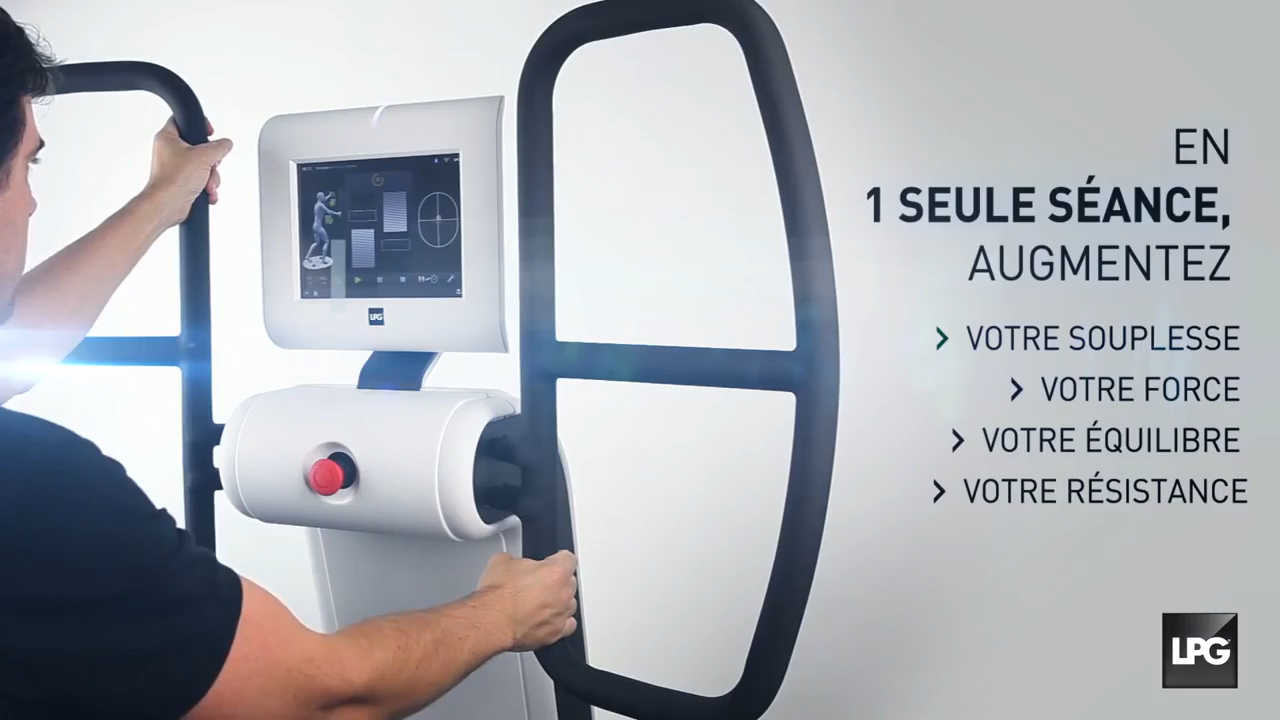 EN
1 SEULE SÉANCE,
AUGMENTEZ
> VOTRE SOUPLESSE
> VOTRE FORCE
> VOTRE ÉQUILIBRE
> VOTRE RÉSISTANCE
LPG
LPG